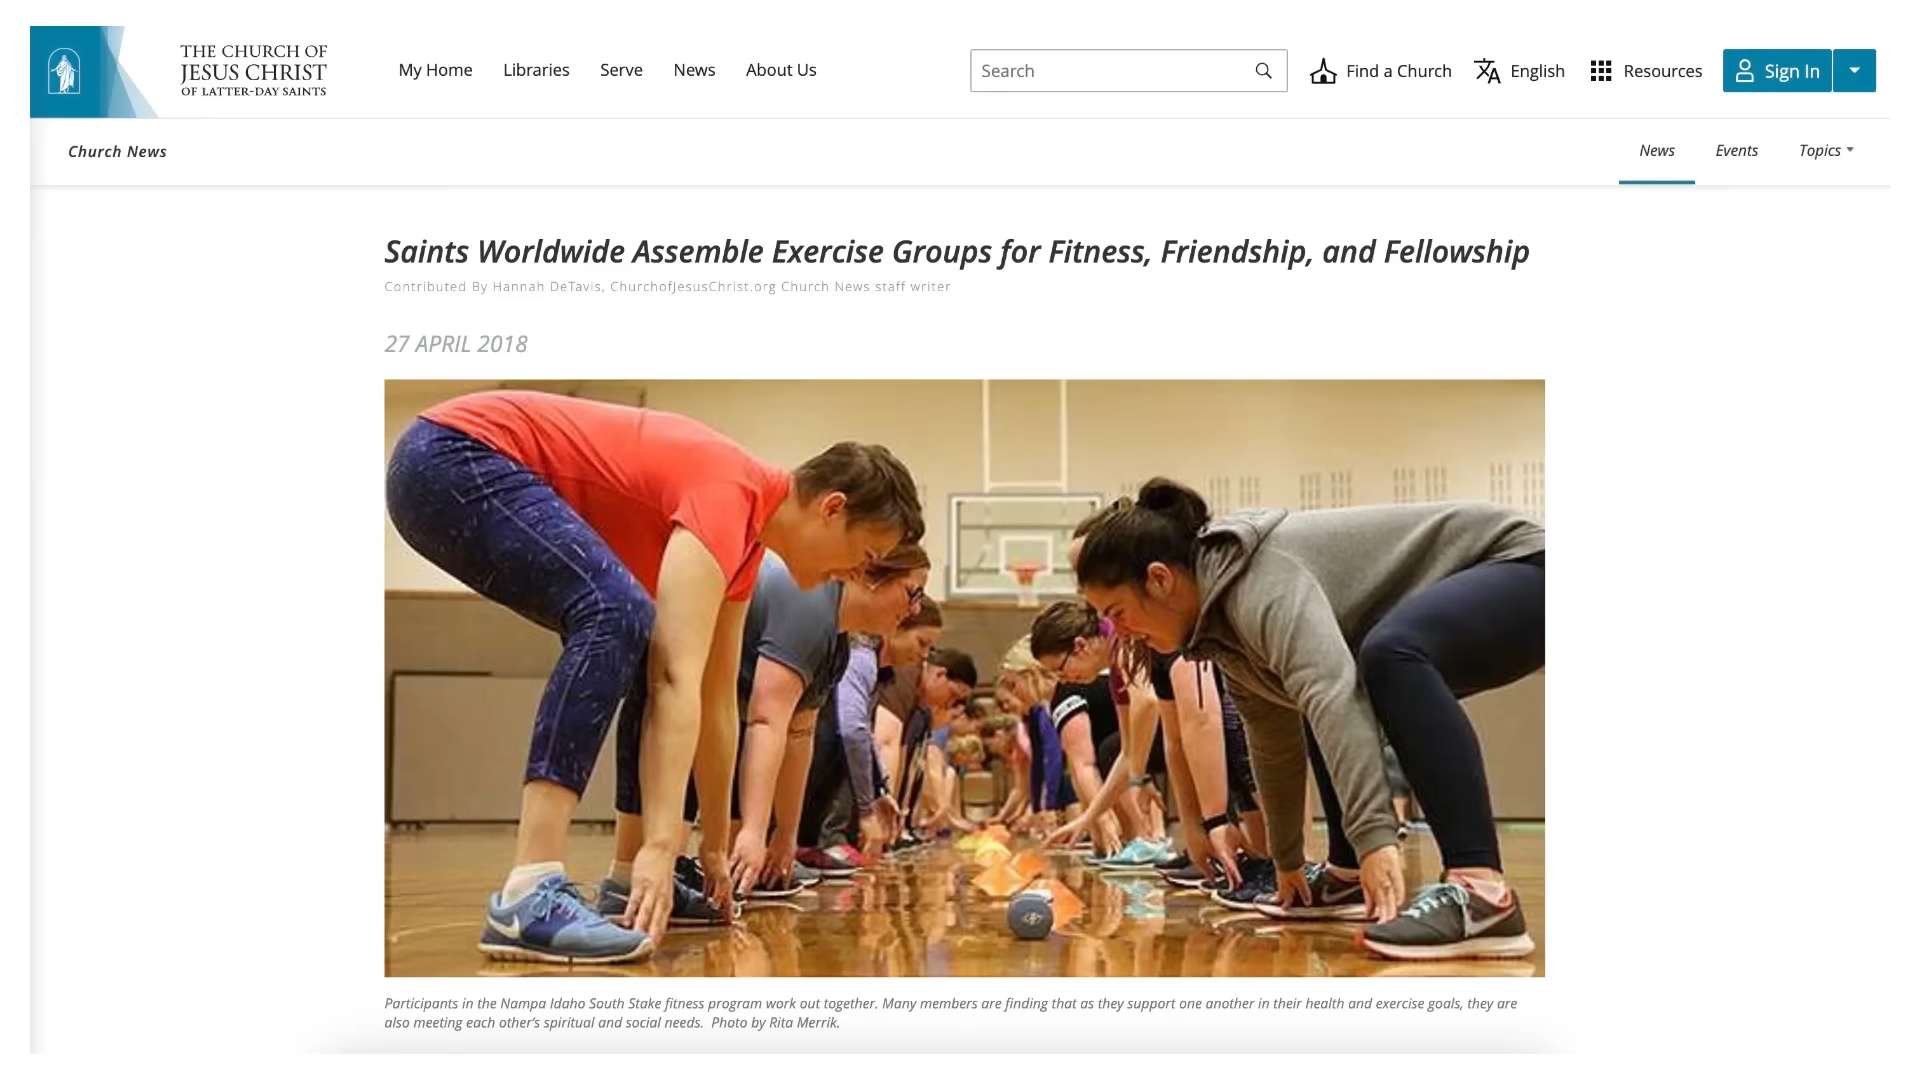 THE CHURCH OF
JESUS CHRIST
OF LATTER-DAY SAINTS
My Home
Libraries
Serve
News
About Us
Search
Find a Church
English
Resources
Sign In
Church News
News
Events
Topics
Saints Worldwide Assemble Exercise Groups for Fitness, Friendship, and Fellowship
Contributed By Hannah DeTavis, ChurchofJesusChrist.org Church News staff writer
27 APRIL 2018
Participants in the Nampa Idaho South Stake fitness program work out together. Many members are finding that as they support one another in their health and exercise goals, they are
also meeting each other's spiritual and social needs. Photo by Rita Merrik.